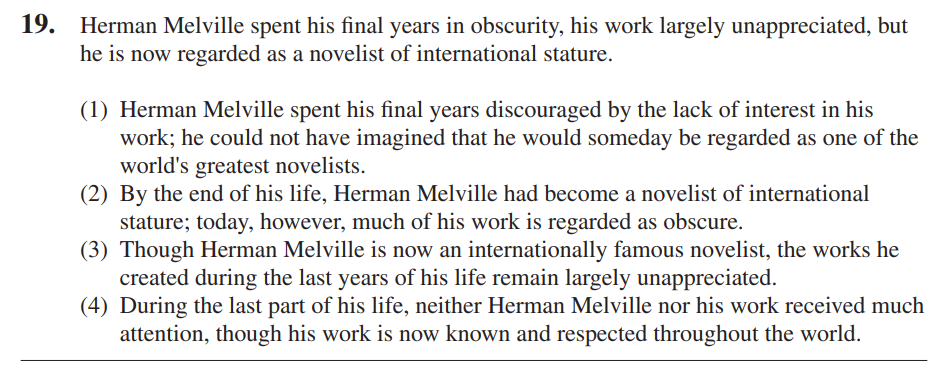 19. Herman Melville spent his final years in obscurity, his work largely unappreciated, but
he is now regarded as a novelist of international stature.
(1) Herman Melville spent his final years discouraged by the lack of interest in his
work; he could not have imagined that he would someday be regarded as one of the
world's greatest novelists.
(2) By the end of his life, Herman Melville had become a novelist of international
stature; today, however, much of his work is regarded as obscure.
(3) Though Herman Melville is now an internationally famous novelist, the works he
created during the last years of his life remain largely unappreciated.
(4) During the last part of his life, neither Herman Melville nor his work received much
attention, though his work is now known and respected throughout the world.